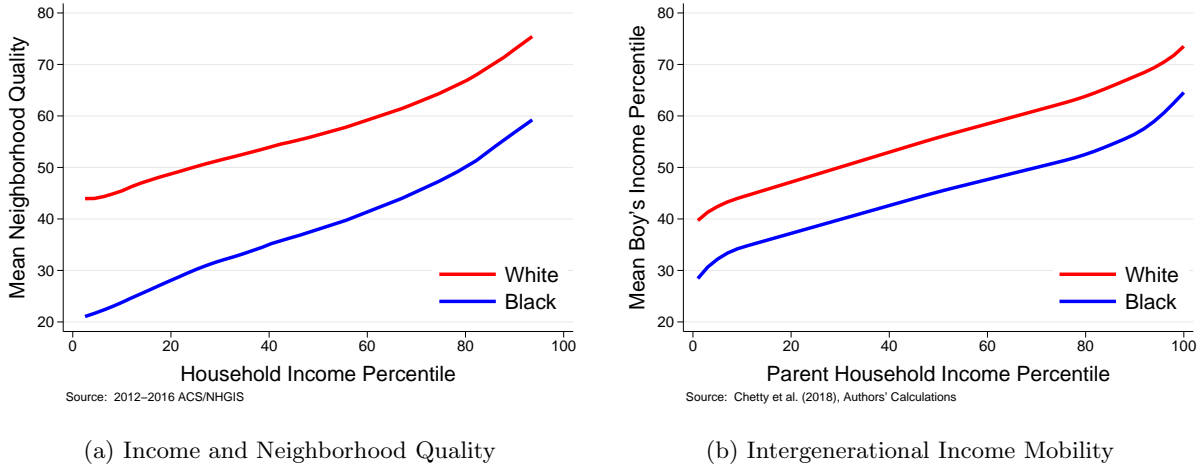 Mean Neighborhood Quality
80
70
60
50
40
30
20
White
Black
0 20 40 60 80 100
Household Income Percentile
Source: 2012–2016 ACS/NHGIS
(a) Income and Neighborhood Quality
Mean Boy's Income Percentile
80
70
60
50
40
30
20
White
Black
0 20 40 60 80 100
Parent Household Income Percentile
Source: Chetty et al. (2018), Authors' Calculations
(b) Intergenerational Income Mobility